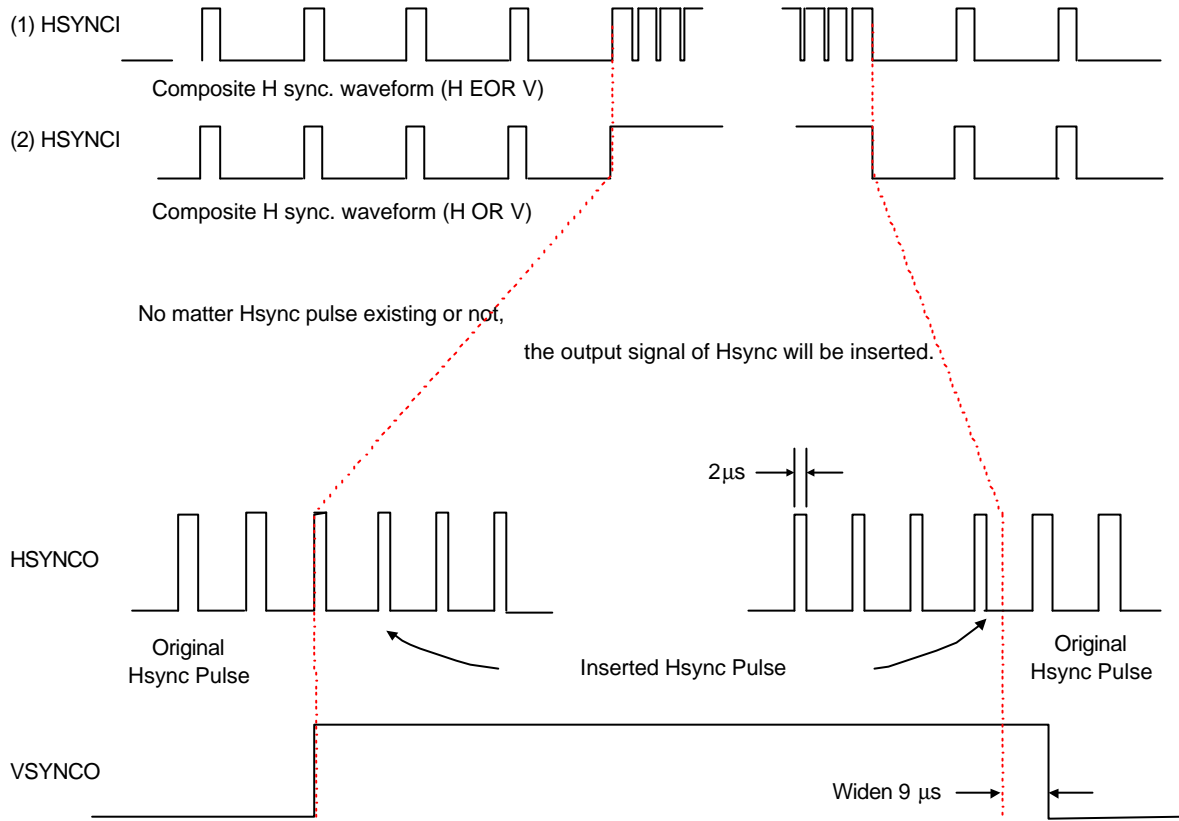 (1) HSYNCI
Composite H sync. waveform (H EOR V)
(2) HSYNCI
Composite H sync. waveform (H OR V)
No matter Hsync pulse existing or not,
the output signal of Hsync will be inserted.
2μs
HSYNCO
Original
Hsync Pulse
Inserted Hsync Pulse
Original
Hsync Pulse
VSYNCO
Widen 9 μs